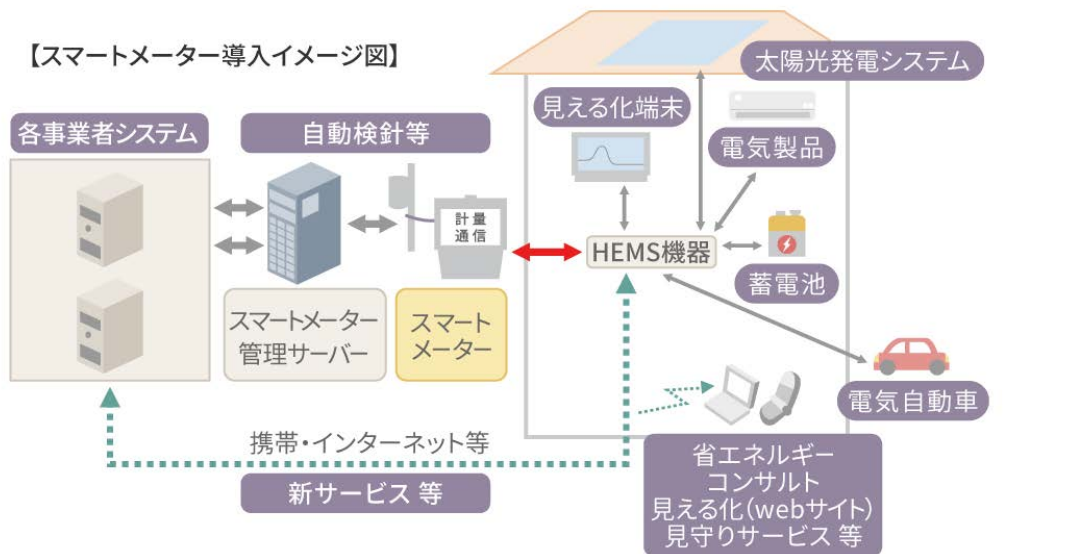 【スマートメーター導入イメージ図】
太陽光発電システム
見える化端末
電気製品
各事業者システム
自動検針等
計量
通信
HEMS機器
蓄電池
スマートメーター
管理サーバー
スマート
メーター
電気自動車
携帯・インターネット等
新サービス 等
省エネルギー
コンサルト
見える化(webサイト)
見守りサービス 等